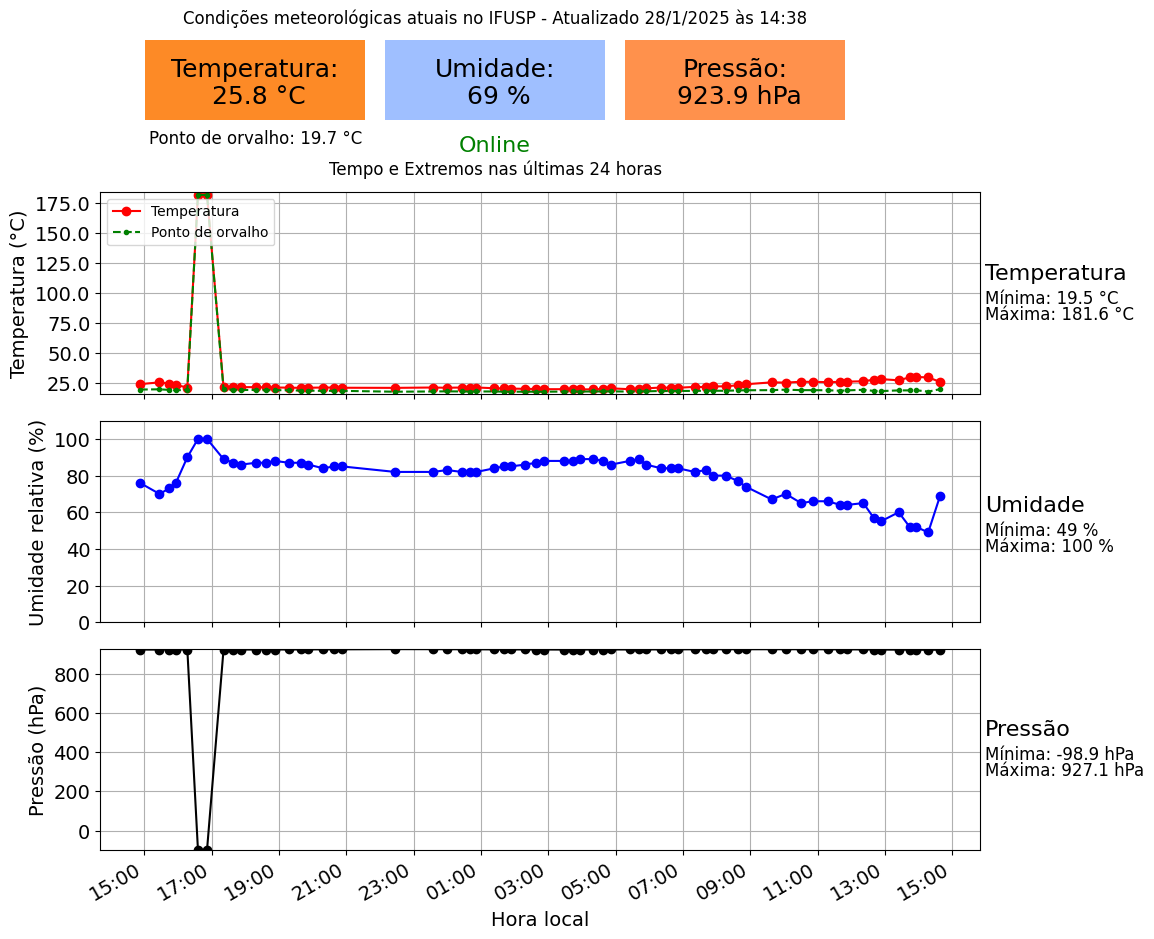 Condições meteorológicas atuais no IFUSP - Atualizado 28/1/2025 às 14:38
Temperatura:
25.8 °C
Umidade:
69 %
Pressão:
923.9 hPa
Ponto de orvalho: 19.7 °C
Online
Tempo e Extremos nas últimas 24 horas
Temperatura (°C)
175.0
150.0
125.0
100.0
75.0
50.0
25.0
Temperatura
Ponto de orvalho
Temperatura
Mínima: 19.5 °C
Máxima: 181.6 °C
Umidade relativa (%)
100
80
60
40
20
0
Umidade
Mínima: 49 %
Máxima: 100 %
Pressão (hPa)
800
600
400
200
0
Pressão
Mínima: -98.9 hPa
Máxima: 927.1 hPa
15:00 17:00 19:00 21:00 23:00 01:00 03:00 05:00 07:00 09:00 11:00 13:00 15:00
Hora local